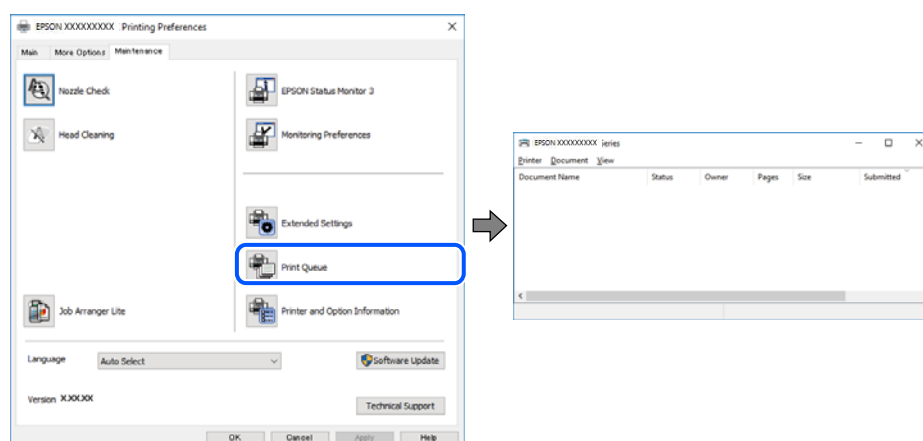 EPSON XXXXXXXXX Printing Preferences
Main More Options Maintenance
Nozzle Check
EPSON Status Monitor 3
Head Cleaning
Monitoring Preferences
Extended Settings
Print Queue
Job Arranger Lite
Printer and Option Information
Language Auto Select
Software Update
Version X.XX.XX
Technical Support
OK Cancel Apply Help
EPSON XXXXXXXXX ieries
Printer Document View
Document Name Status Owner Pages Size Submitted